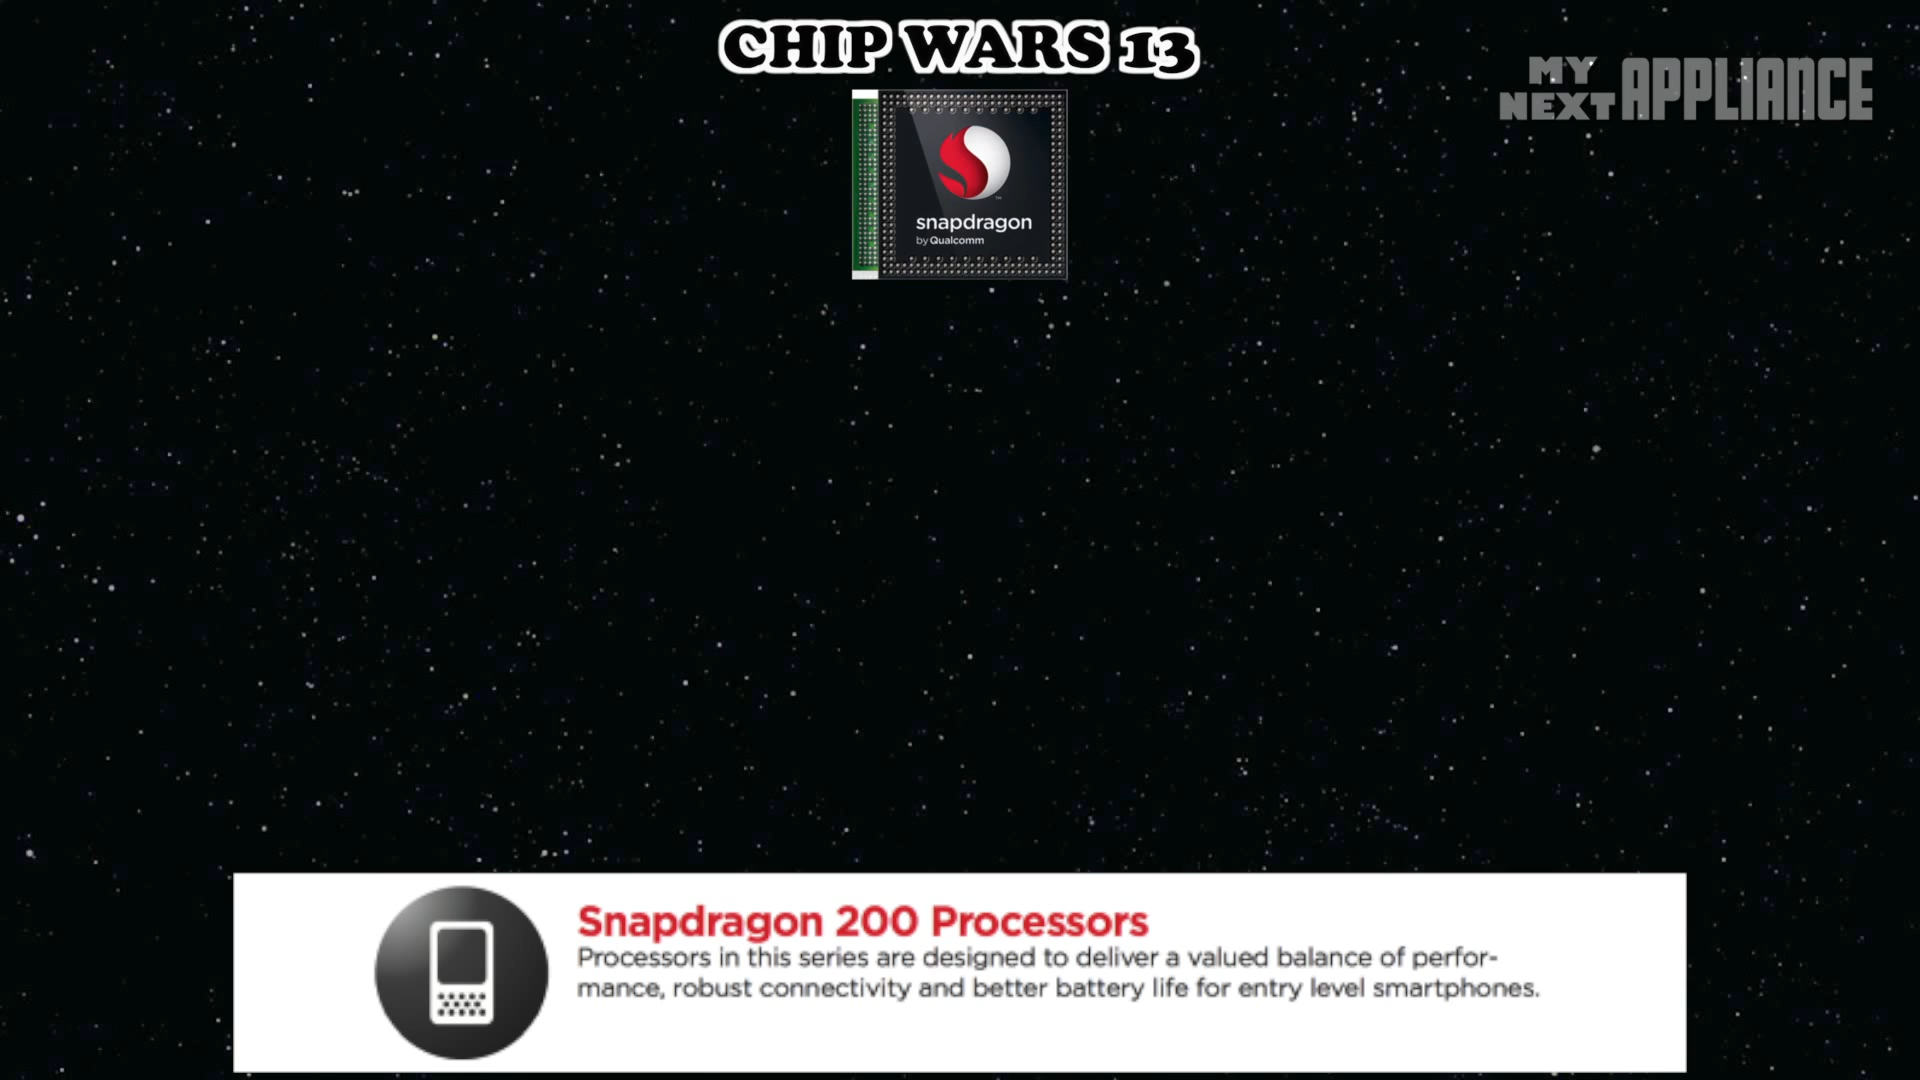 CHIP WARS 13
MY
NEXT APPLIANCE
snapdragon
by Qualcomm
Snapdragon 200 Processors
Processors in this series are designed to deliver a valued balance of perfor-
mance, robust connectivity and better battery life for entry level smartphones.